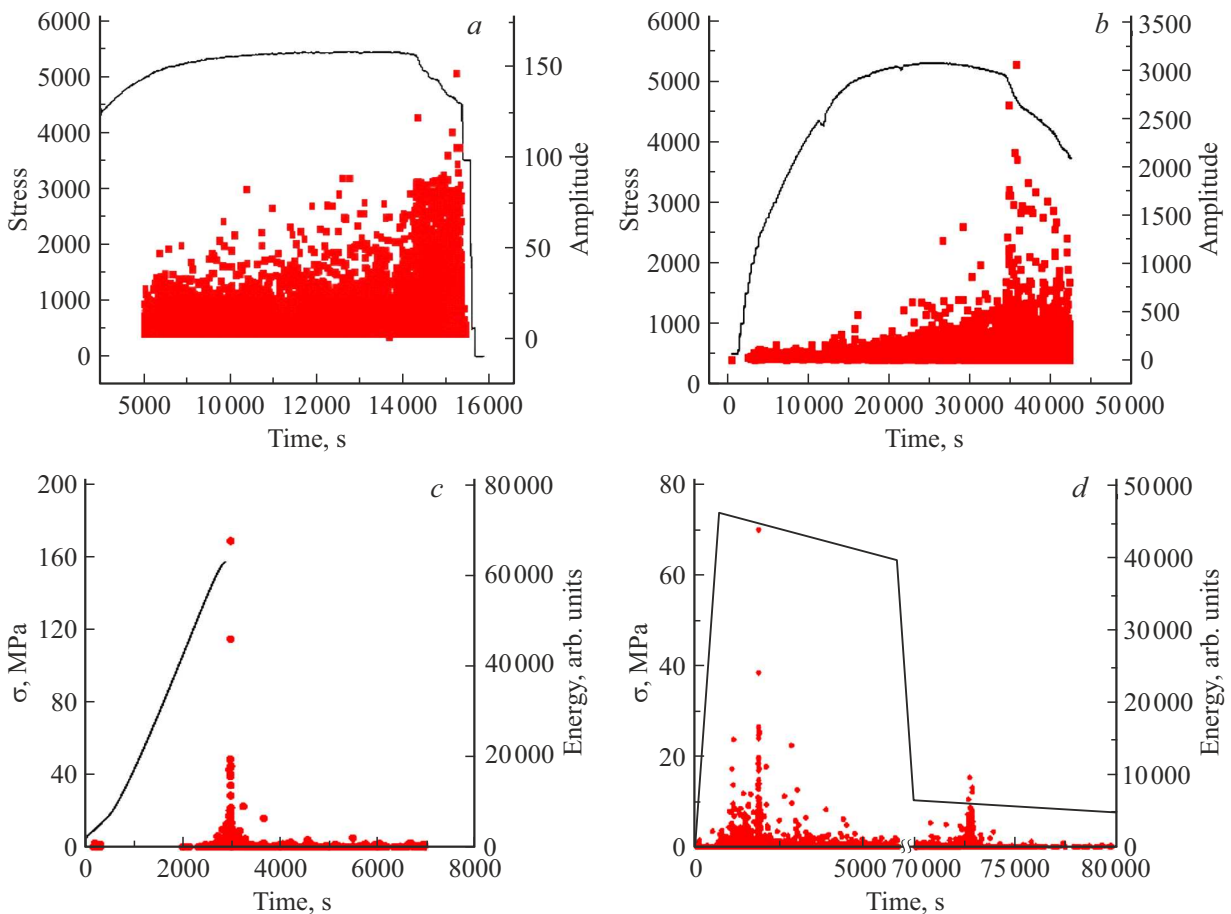 a
6000
5000
4000
3000
2000
1000
0
Stress
150
100
50
0
Amplitude
5000 10 000 12 000 14 000 16 000
Time, s
b
6000
5000
4000
3000
2000
1000
0
Stress
3500
3000
2500
2000
1500
1000
500
0
Amplitude
0 10 000 20 000 30 000 40 000 50 000
Time, s
c
200
160
120
80
40
0
σ, MPa
80 000
60 000
40 000
20 000
0
Energy, arb. units
0 2000 4000 6000 8000
Time, s
d
80
60
40
20
0
σ, MPa
50 000
40 000
30 000
20 000
10 000
0
Energy, arb. units
0 5000 70 000 75 000 80 000
Time, s